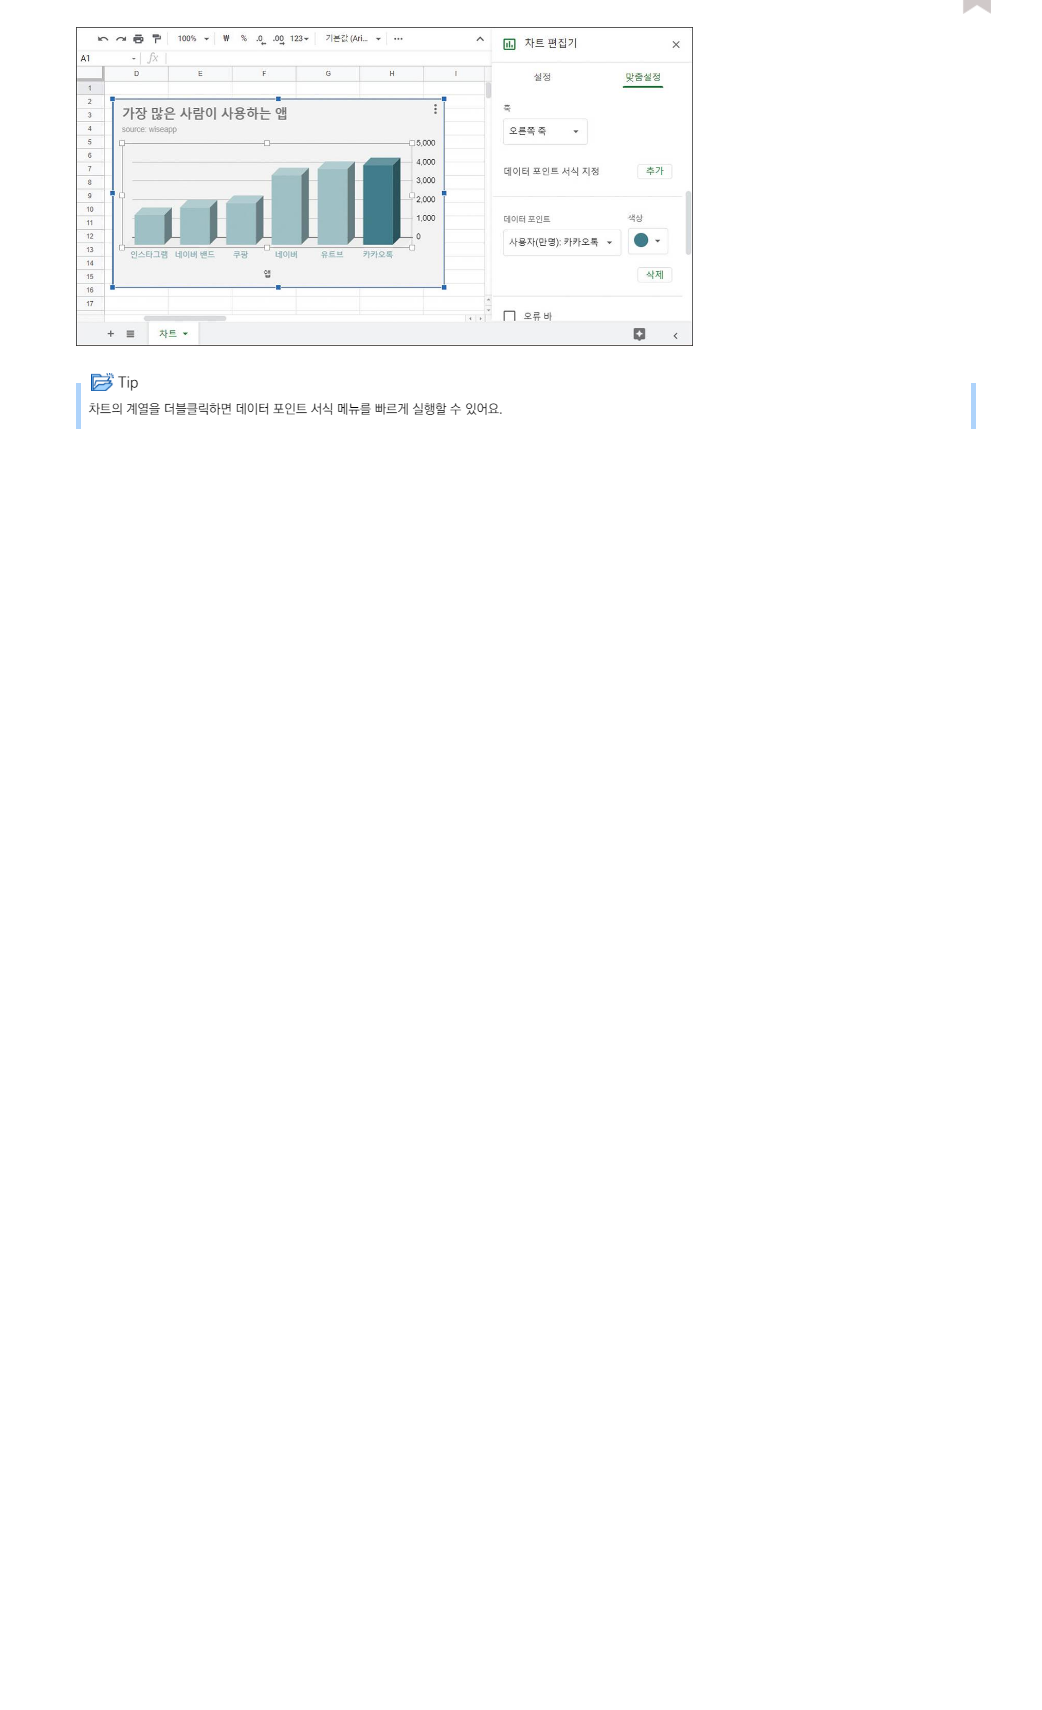 100% ₩ % .0 .00 123 기본값 (Ari... ...
A1 fx
차트 편집기
설정 맞춤설정
D E F G H I
1
2
3
4
5
6
7
8
9
10
11
12
13
14
15
16
17
가장 많은 사람이 사용하는 앱
source: wiseapp
5,000
4,000
3,000
2,000
1,000
0
인스타그램 네이버 밴드 쿠팡 네이버 유트브 카카오톡
앱
축
오른쪽 축
데이터 포인트 서식 지정 추가
데이터 포인트 색상
사용자(만명): 카카오톡
삭제
오류 바
+ 차트
Tip
차트의 계열을 더블클릭하면 데이터 포인트 서식 메뉴를 빠르게 실행할 수 있어요.